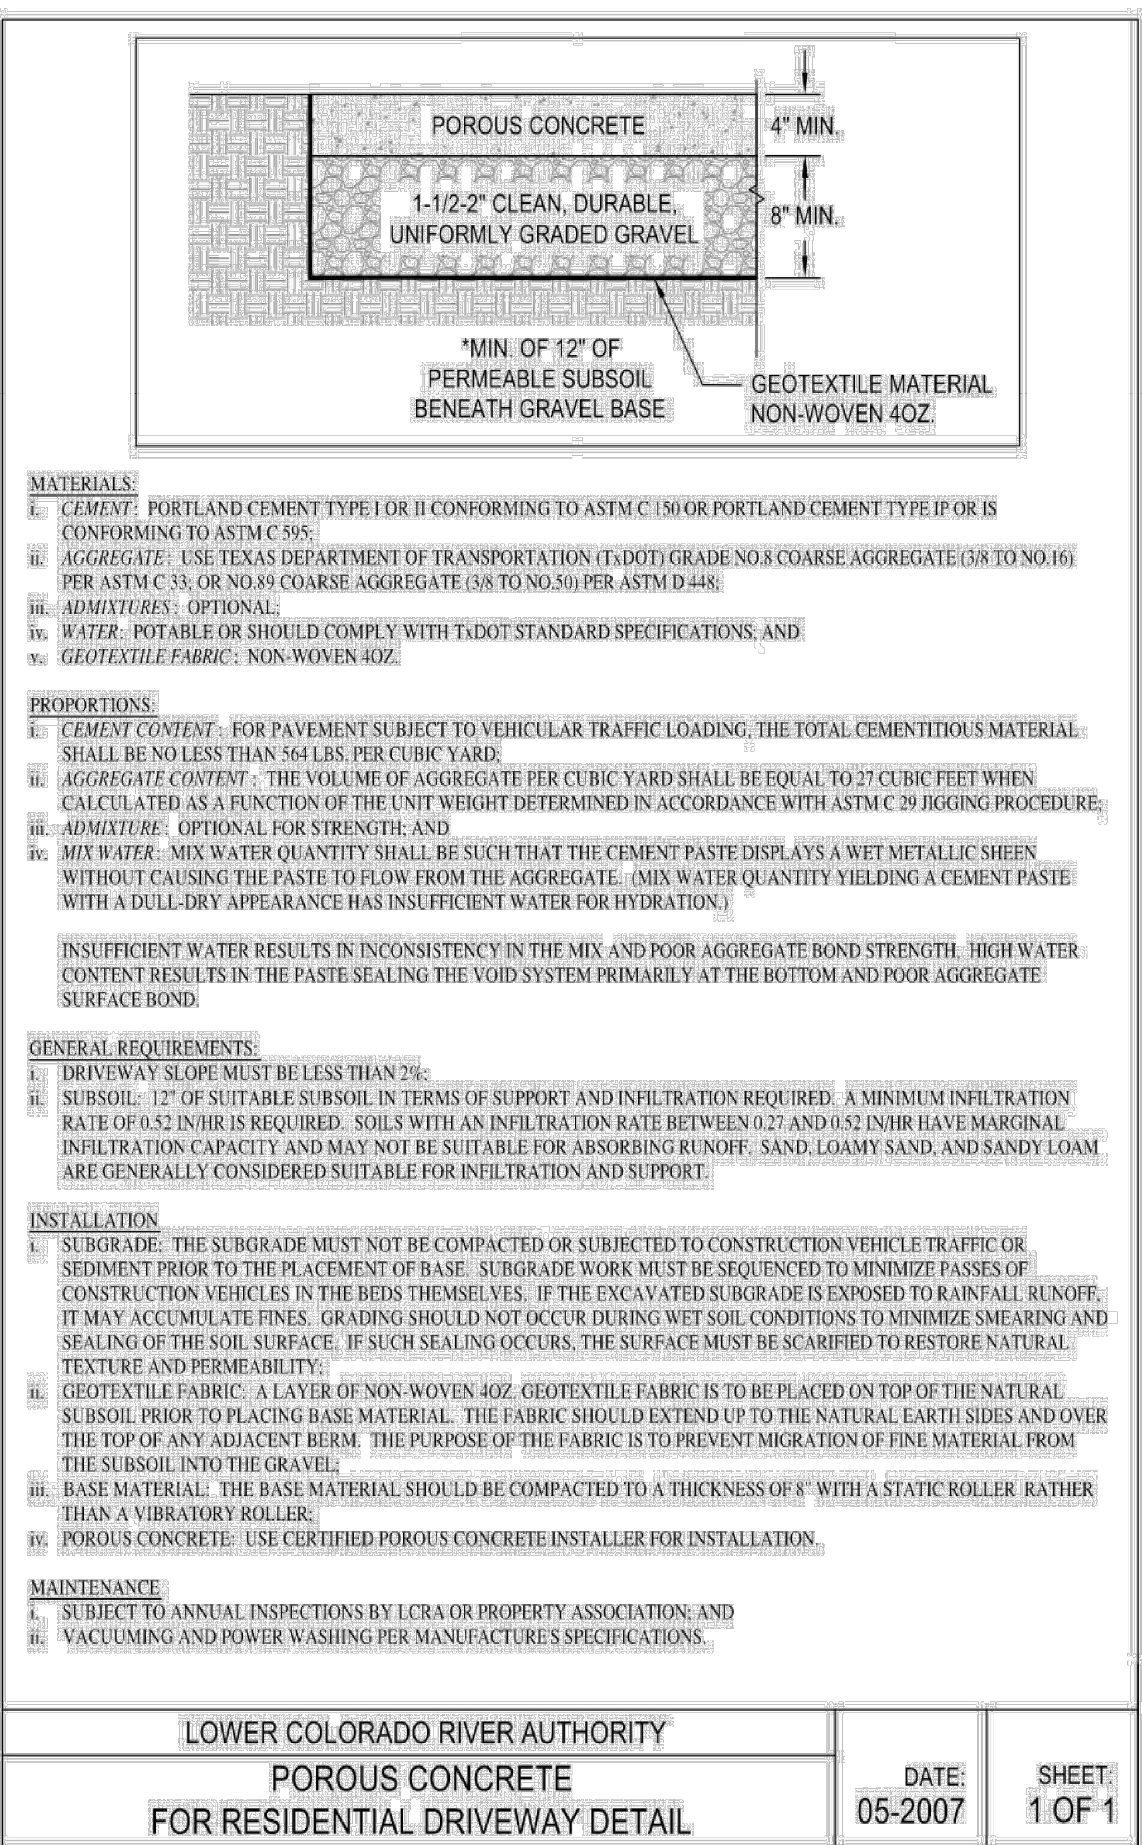 POROUS CONCRETE
4" MIN.
1-1/2-2" CLEAN, DURABLE,
UNIFORMLY GRADED GRAVEL
8" MIN.
*MIN. OF 12" OF
PERMEABLE SUBSOIL
BENEATH GRAVEL BASE
GEOTEXTILE MATERIAL
NON-WOVEN 4OZ.
MATERIALS:
i. CEMENT: PORTLAND CEMENT TYPE I OR II CONFORMING TO ASTM C 150 OR PORTLAND CEMENT TYPE IP OR IS
CONFORMING TO ASTM C 595;
ii. AGGREGATE: USE TEXAS DEPARTMENT OF TRANSPORTATION (TxDOT) GRADE NO.8 COARSE AGGREGATE (3/8 TO NO.16)
PER ASTM C 33; OR NO.89 COARSE AGGREGATE (3/8 TO NO.50) PER ASTM D 448;
iii. ADMIXTURES: OPTIONAL;
iv. WATER: POTABLE OR SHOULD COMPLY WITH TxDOT STANDARD SPECIFICATIONS; AND
v. GEOTEXTILE FABRIC: NON-WOVEN 4OZ.
PROPORTIONS:
i. CEMENT CONTENT: FOR PAVEMENT SUBJECT TO VEHICULAR TRAFFIC LOADING, THE TOTAL CEMENTITIOUS MATERIAL
SHALL BE NO LESS THAN 564 LBS. PER CUBIC YARD;
ii. AGGREGATE CONTENT: THE VOLUME OF AGGREGATE PER CUBIC YARD SHALL BE EQUAL TO 27 CUBIC FEET WHEN
CALCULATED AS A FUNCTION OF THE UNIT WEIGHT DETERMINED IN ACCORDANCE WITH ASTM C 29 JIGGING PROCEDURE;
iii. ADMIXTURE: OPTIONAL FOR STRENGTH; AND
iv. MIX WATER: MIX WATER QUANTITY SHALL BE SUCH THAT THE CEMENT PASTE DISPLAYS A WET METALLIC SHEEN
WITHOUT CAUSING THE PASTE TO FLOW FROM THE AGGREGATE. (MIX WATER QUANTITY YIELDING A CEMENT PASTE
WITH A DULL-DRY APPEARANCE HAS INSUFFICIENT WATER FOR HYDRATION.)
INSUFFICIENT WATER RESULTS IN INCONSISTENCY IN THE MIX AND POOR AGGREGATE BOND STRENGTH. HIGH WATER
CONTENT RESULTS IN THE PASTE SEALING THE VOID SYSTEM PRIMARILY AT THE BOTTOM AND POOR AGGREGATE
SURFACE BOND.
GENERAL REQUIREMENTS:
i. DRIVEWAY SLOPE MUST BE LESS THAN 2%;
ii. SUBSOIL: 12" OF SUITABLE SUBSOIL IN TERMS OF SUPPORT AND INFILTRATION REQUIRED. A MINIMUM INFILTRATION
RATE OF 0.52 IN/HR IS REQUIRED. SOILS WITH AN INFILTRATION RATE BETWEEN 0.27 AND 0.52 IN/HR HAVE MARGINAL
INFILTRATION CAPACITY AND MAY NOT BE SUITABLE FOR ABSORBING RUNOFF. SAND, LOAMY SAND, AND SANDY LOAM
ARE GENERALLY CONSIDERED SUITABLE FOR INFILTRATION AND SUPPORT.
INSTALLATION
i. SUBGRADE: THE SUBGRADE MUST NOT BE COMPACTED OR SUBJECTED TO CONSTRUCTION VEHICLE TRAFFIC OR
SEDIMENT PRIOR TO THE PLACEMENT OF BASE. SUBGRADE WORK MUST BE SEQUENCED TO MINIMIZE PASSES OF
CONSTRUCTION VEHICLES IN THE BEDS THEMSELVES. IF THE EXCAVATED SUBGRADE IS EXPOSED TO RAINFALL RUNOFF,
IT MAY ACCUMULATE FINES. GRADING SHOULD NOT OCCUR DURING WET SOIL CONDITIONS TO MINIMIZE SMEARING AND
SEALING OF THE SOIL SURFACE. IF SUCH SEALING OCCURS, THE SURFACE MUST BE SCARIFIED TO RESTORE NATURAL
TEXTURE AND PERMEABILITY;
ii. GEOTEXTILE FABRIC: A LAYER OF NON-WOVEN 4OZ. GEOTEXTILE FABRIC IS TO BE PLACED ON TOP OF THE NATURAL
SUBSOIL PRIOR TO PLACING BASE MATERIAL. THE FABRIC SHOULD EXTEND UP TO THE NATURAL EARTH SIDES AND OVER
THE TOP OF ANY ADJACENT BERM. THE PURPOSE OF THE FABRIC IS TO PREVENT MIGRATION OF FINE MATERIAL FROM
THE SUBSOIL INTO THE GRAVEL;
iii. BASE MATERIAL: THE BASE MATERIAL SHOULD BE COMPACTED TO A THICKNESS OF 8" WITH A STATIC ROLLER RATHER
THAN A VIBRATORY ROLLER;
iv. POROUS CONCRETE: USE CERTIFIED POROUS CONCRETE INSTALLER FOR INSTALLATION.
MAINTENANCE
i. SUBJECT TO ANNUAL INSPECTIONS BY LCRA OR PROPERTY ASSOCIATION; AND
ii. VACUUMING AND POWER WASHING PER MANUFACTURE'S SPECIFICATIONS.
LOWER COLORADO RIVER AUTHORITY
POROUS CONCRETE
FOR RESIDENTIAL DRIVEWAY DETAIL
DATE:
05-2007
SHEET:
1 OF 1